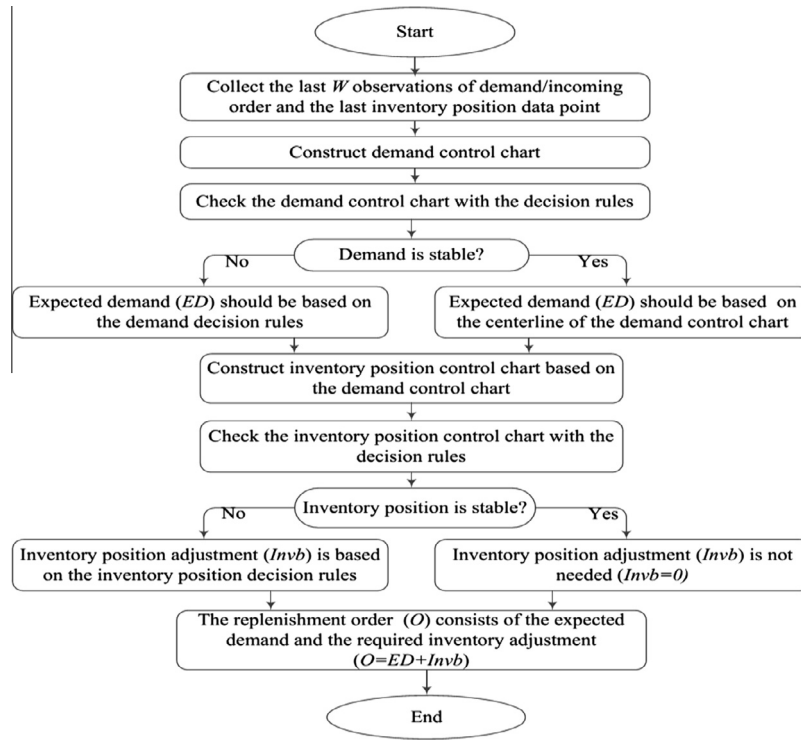 Start
Collect the last W observations of demand/incoming
order and the last inventory position data point
Construct demand control chart
Check the demand control chart with the decision rules
Demand is stable?
No
Yes
Expected demand (ED) should be based on
the demand decision rules
Expected demand (ED) should be based on
the centerline of the demand control chart
Construct inventory position control chart based on
the demand control chart
Check the inventory position control chart with the
decision rules
Inventory position is stable?
No
Yes
Inventory position adjustment (Invb) is based
on the inventory position decision rules
Inventory position adjustment (Invb) is not
needed (Invb=0)
The replenishment order (O) consists of the expected
demand and the required inventory adjustment
(O=ED+Invb)
End